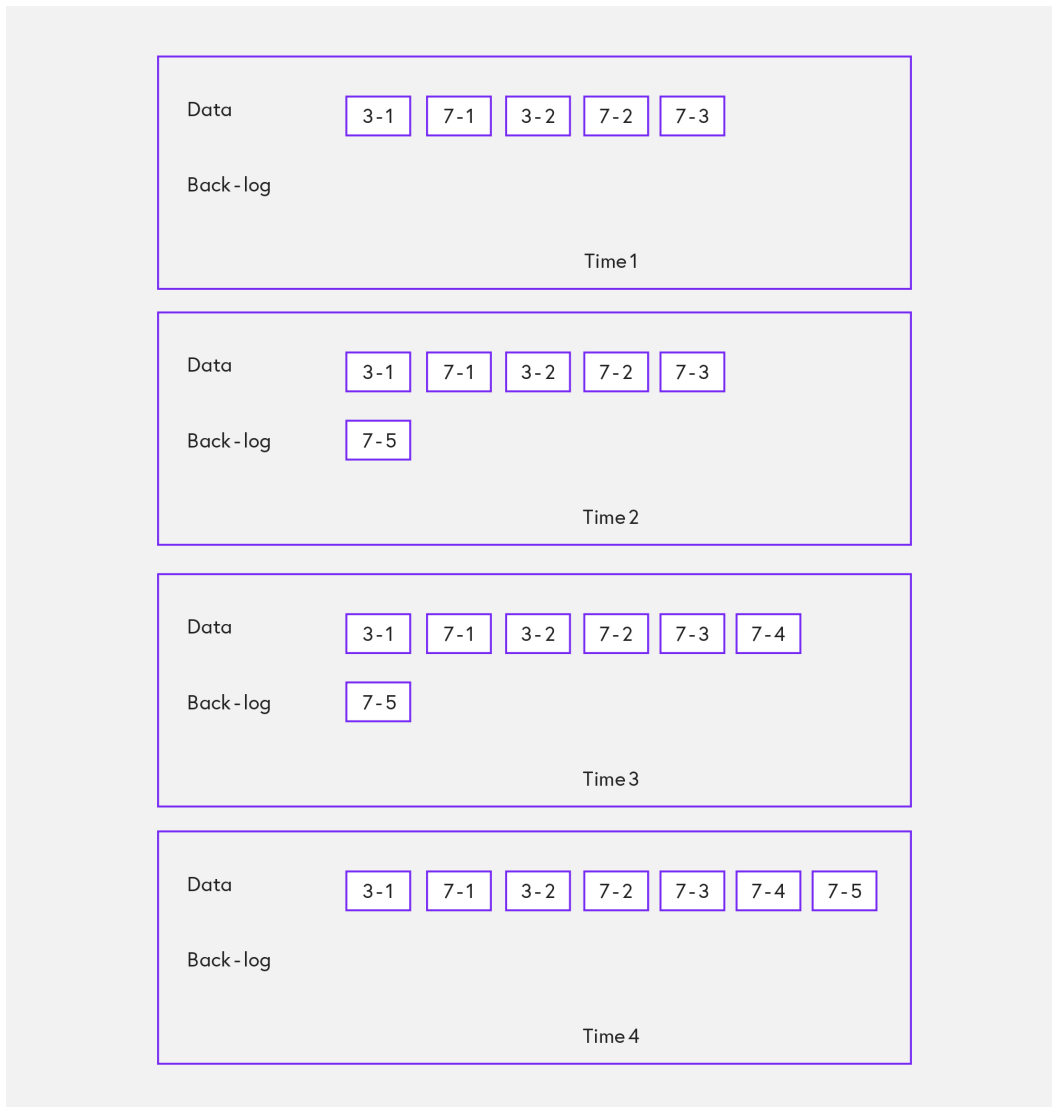 Data 3-1 7-1 3-2 7-2 7-3
Back-log
Time 1
Data 3-1 7-1 3-2 7-2 7-3
Back-log 7-5
Time 2
Data 3-1 7-1 3-2 7-2 7-3 7-4
Back-log 7-5
Time 3
Data 3-1 7-1 3-2 7-2 7-3 7-4 7-5
Back-log
Time 4